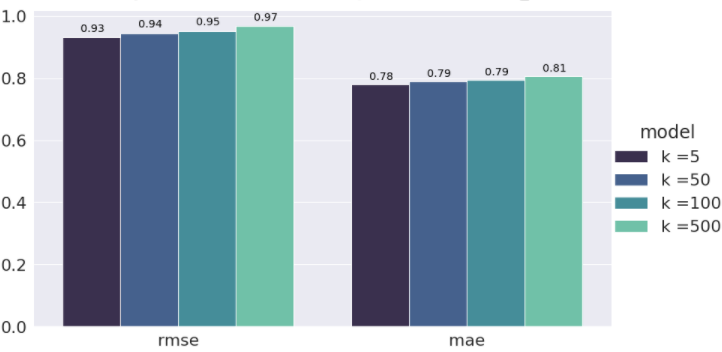 1.0
0.8
0.6
0.4
0.2
0.0
0.93 0.94 0.95 0.97
0.78 0.79 0.79 0.81
rmse mae
model
k =5
k =50
k =100
k =500